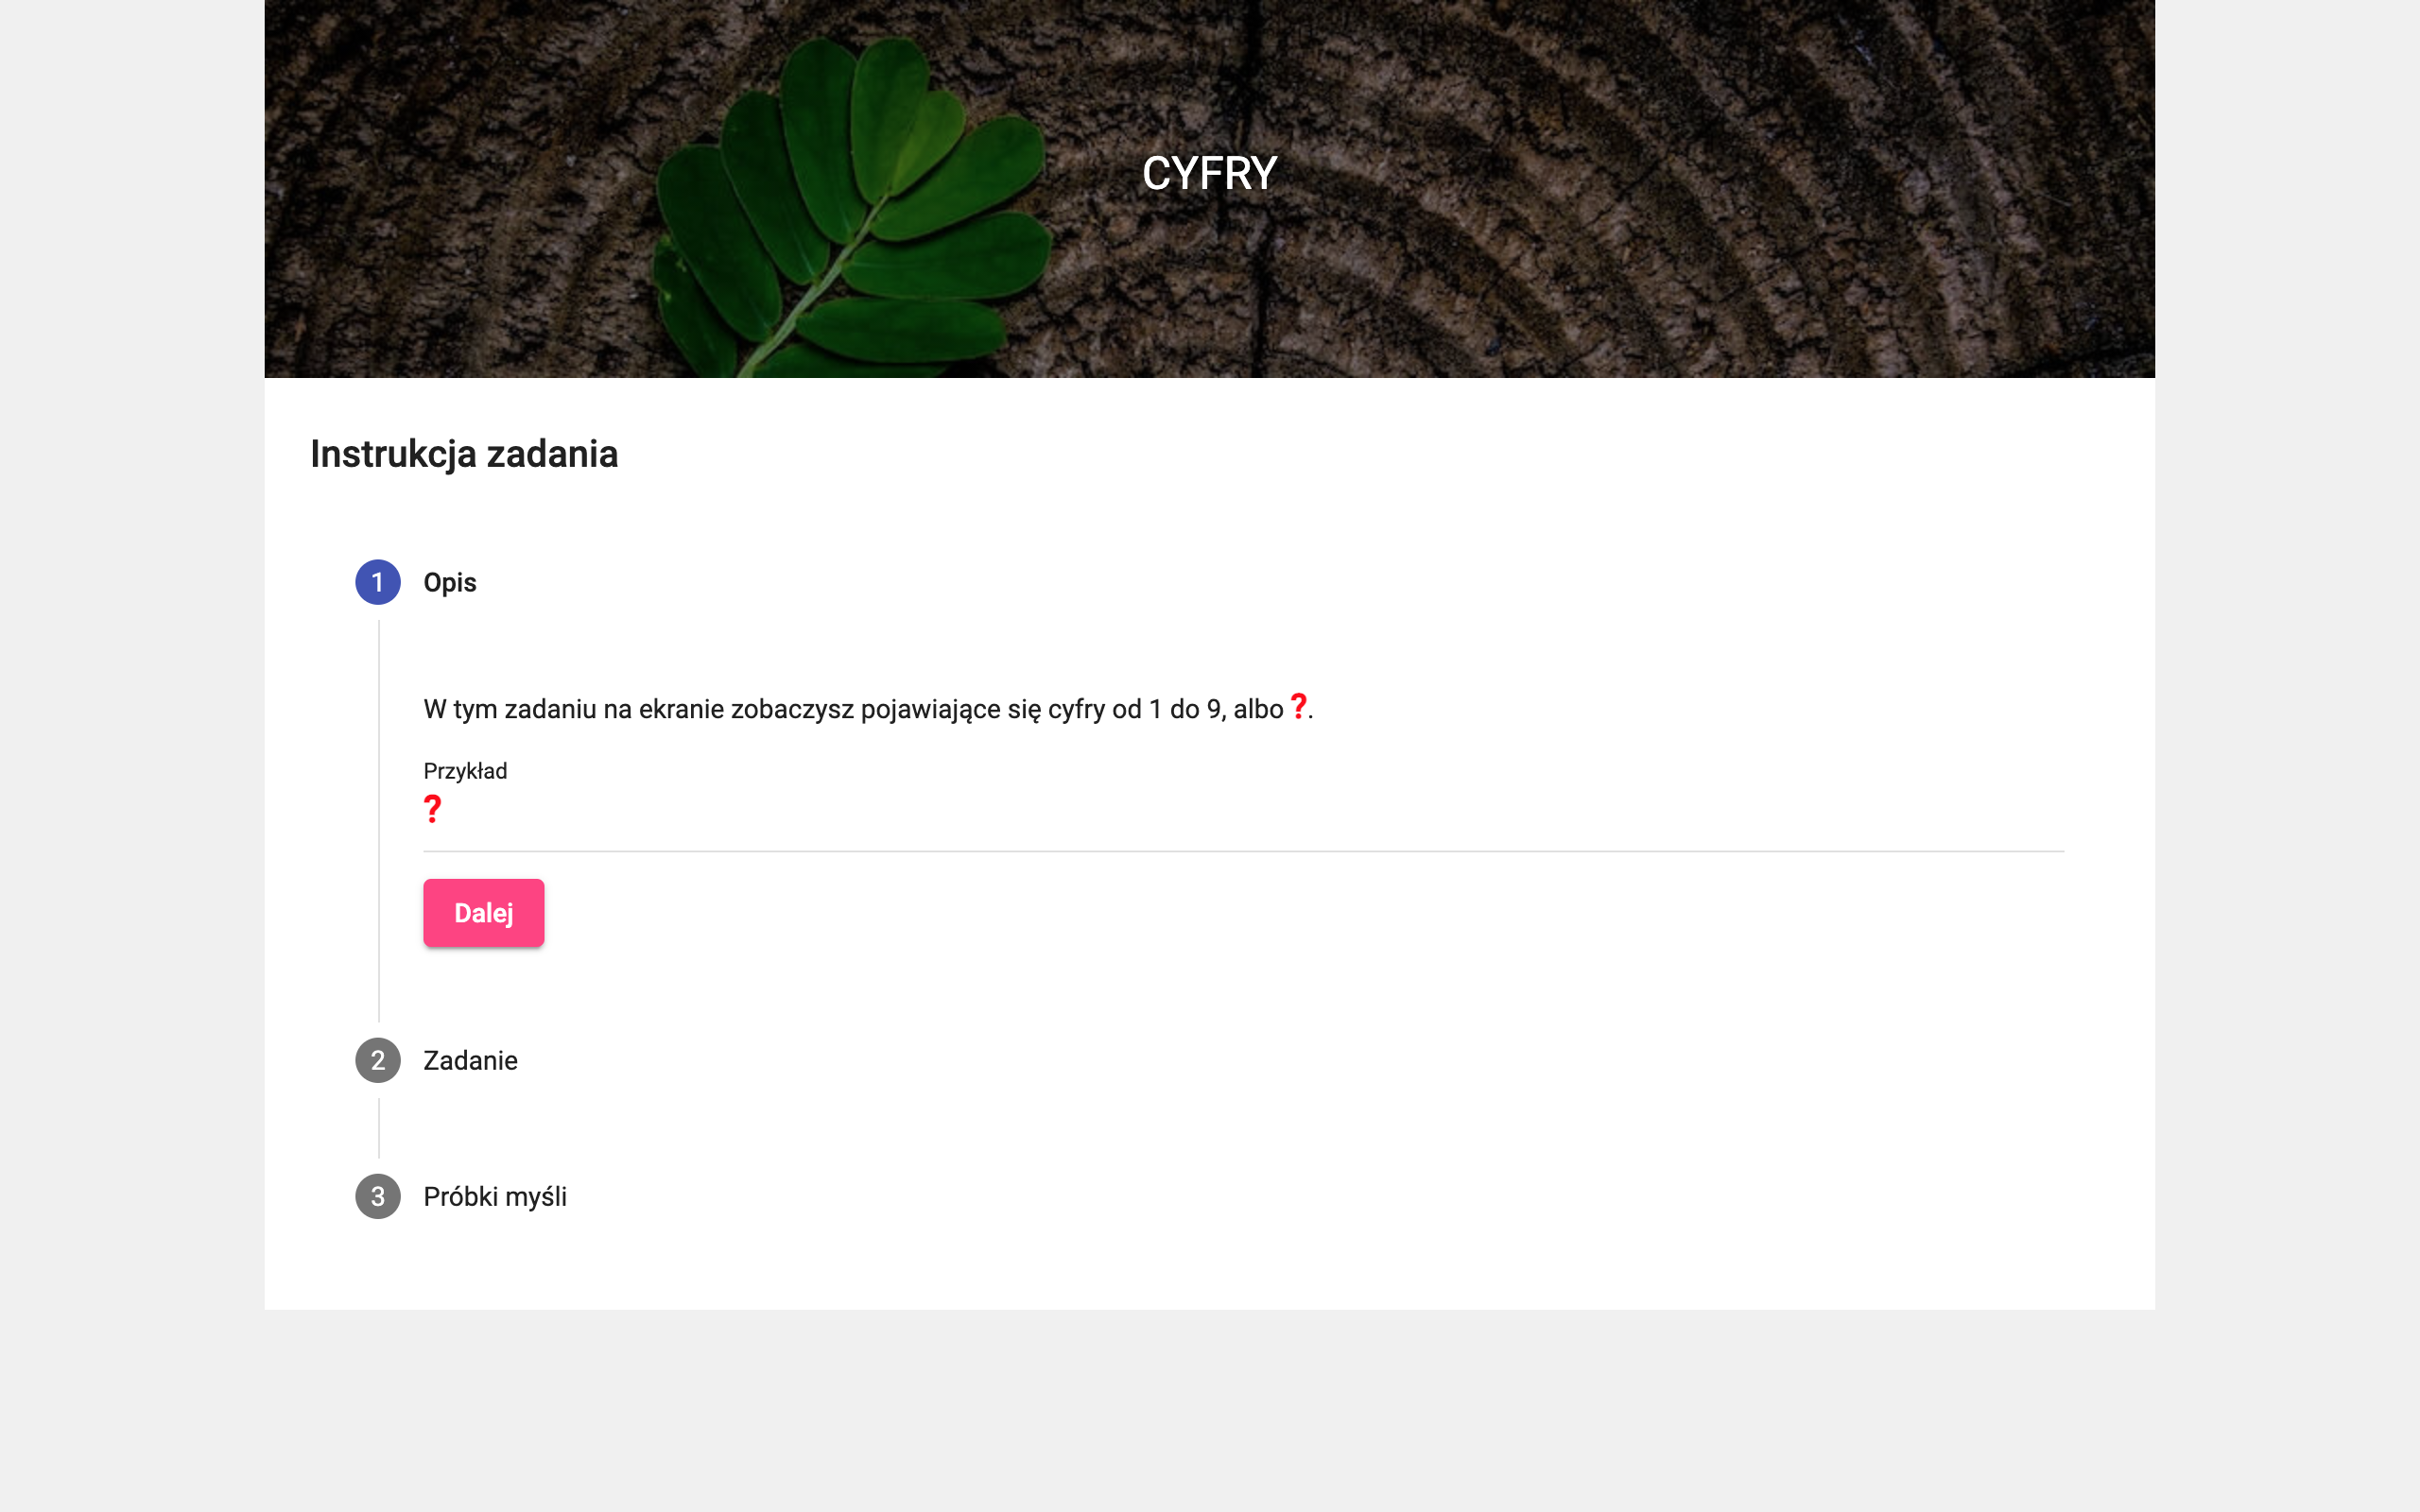 CYFRY
Instrukcja zadania
1 Opis
W tym zadaniu na ekranie zobaczysz pojawiające się cyfry od 1 do 9, albo ?.
Przykład
?
Dalej
2 Zadanie
3 Próbki myśli